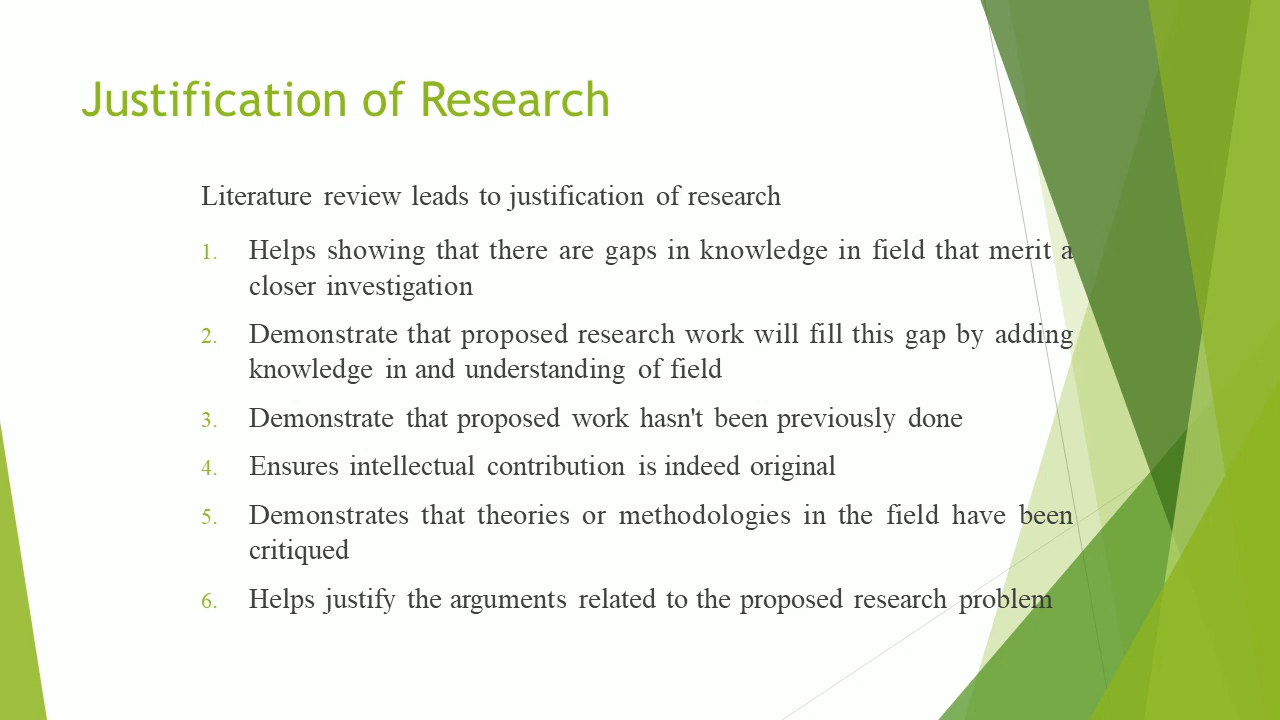 Justification of Research
Literature review leads to justification of research
1. Helps showing that there are gaps in knowledge in field that merit a
closer investigation
2. Demonstrate that proposed research work will fill this gap by adding
knowledge in and understanding of field
3. Demonstrate that proposed work hasn't been previously done
4. Ensures intellectual contribution is indeed original
5. Demonstrates that theories or methodologies in the field have been
critiqued
6. Helps justify the arguments related to the proposed research problem